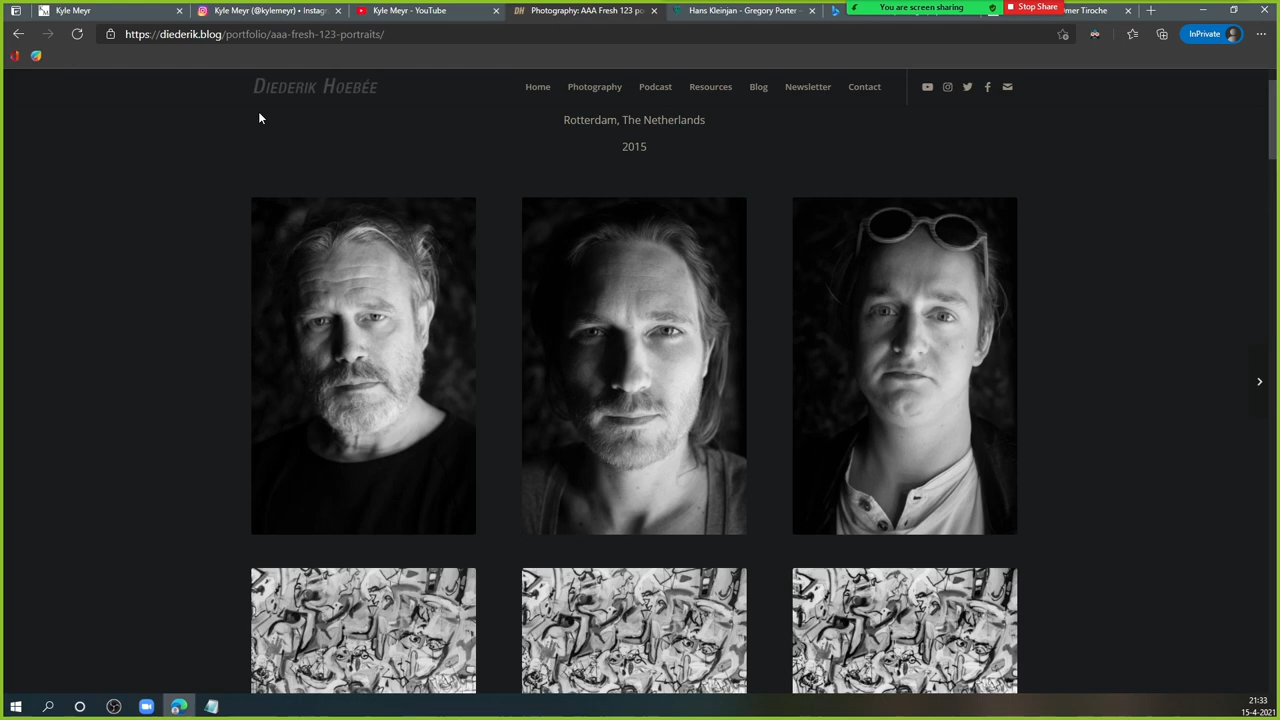 Kyle Meyr
Kyle Meyr (@kylemeyr) • Instag
Kyle Meyr - YouTube
Photography: AAA Fresh 123 po
Hans Kleinjan - Gregory Porter -
You are screen sharing
Stop Share
mer Tiroche
https://diederik.blog/portfolio/aaa-fresh-123-portraits/
InPrivate
DIEDERIK HOEBÉE
Home
Photography
Podcast
Resources
Blog
Newsletter
Contact
Rotterdam, The Netherlands
2015
21:33
15-4-2021